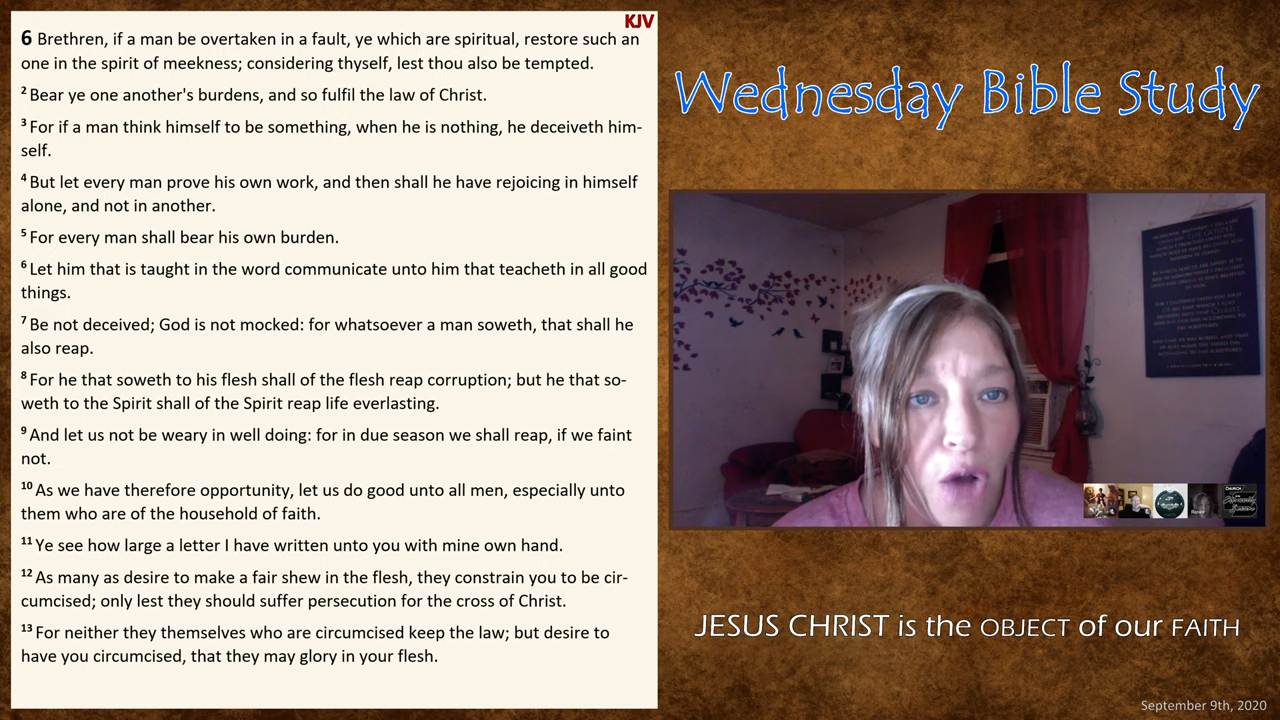 KJV
6 Brethren, if a man be overtaken in a fault, ye which are spiritual, restore such an
one in the spirit of meekness; considering thyself, lest thou also be tempted.
2 Bear ye one another's burdens, and so fulfil the law of Christ.
3 For if a man think himself to be something, when he is nothing, he deceiveth him-
self.
4 But let every man prove his own work, and then shall he have rejoicing in himself
alone, and not in another.
5 For every man shall bear his own burden.
6 Let him that is taught in the word communicate unto him that teacheth in all good
things.
7 Be not deceived; God is not mocked: for whatsoever a man soweth, that shall he
also reap.
8 For he that soweth to his flesh shall of the flesh reap corruption; but he that so-
weth to the Spirit shall of the Spirit reap life everlasting.
9 And let us not be weary in well doing: for in due season we shall reap, if we faint
not.
10 As we have therefore opportunity, let us do good unto all men, especially unto
them who are of the household of faith.
11 Ye see how large a letter I have written unto you with mine own hand.
12 As many as desire to make a fair shew in the flesh, they constrain you to be cir-
cumcised; only lest they should suffer persecution for the cross of Christ.
13 For neither they themselves who are circumcised keep the law; but desire to
have you circumcised, that they may glory in your flesh.
Wednesday Bible Study
CHURCH
JESUS CHRIST is the OBJECT of our FAITH
September 9th, 2020